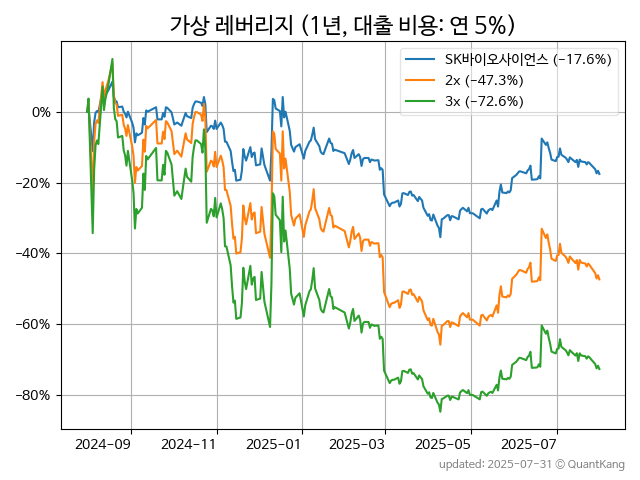 가상 레버리지 (1년, 대출 비용: 연 5%)
SK바이오사이언스 (−17.6%)
2x (−47.3%)
3x (−72.6%)
0%
−20%
−40%
−60%
−80%
2024-09 2024-11 2025-01 2025-03 2025-05 2025-07
updated: 2025-07-31 © QuantKang